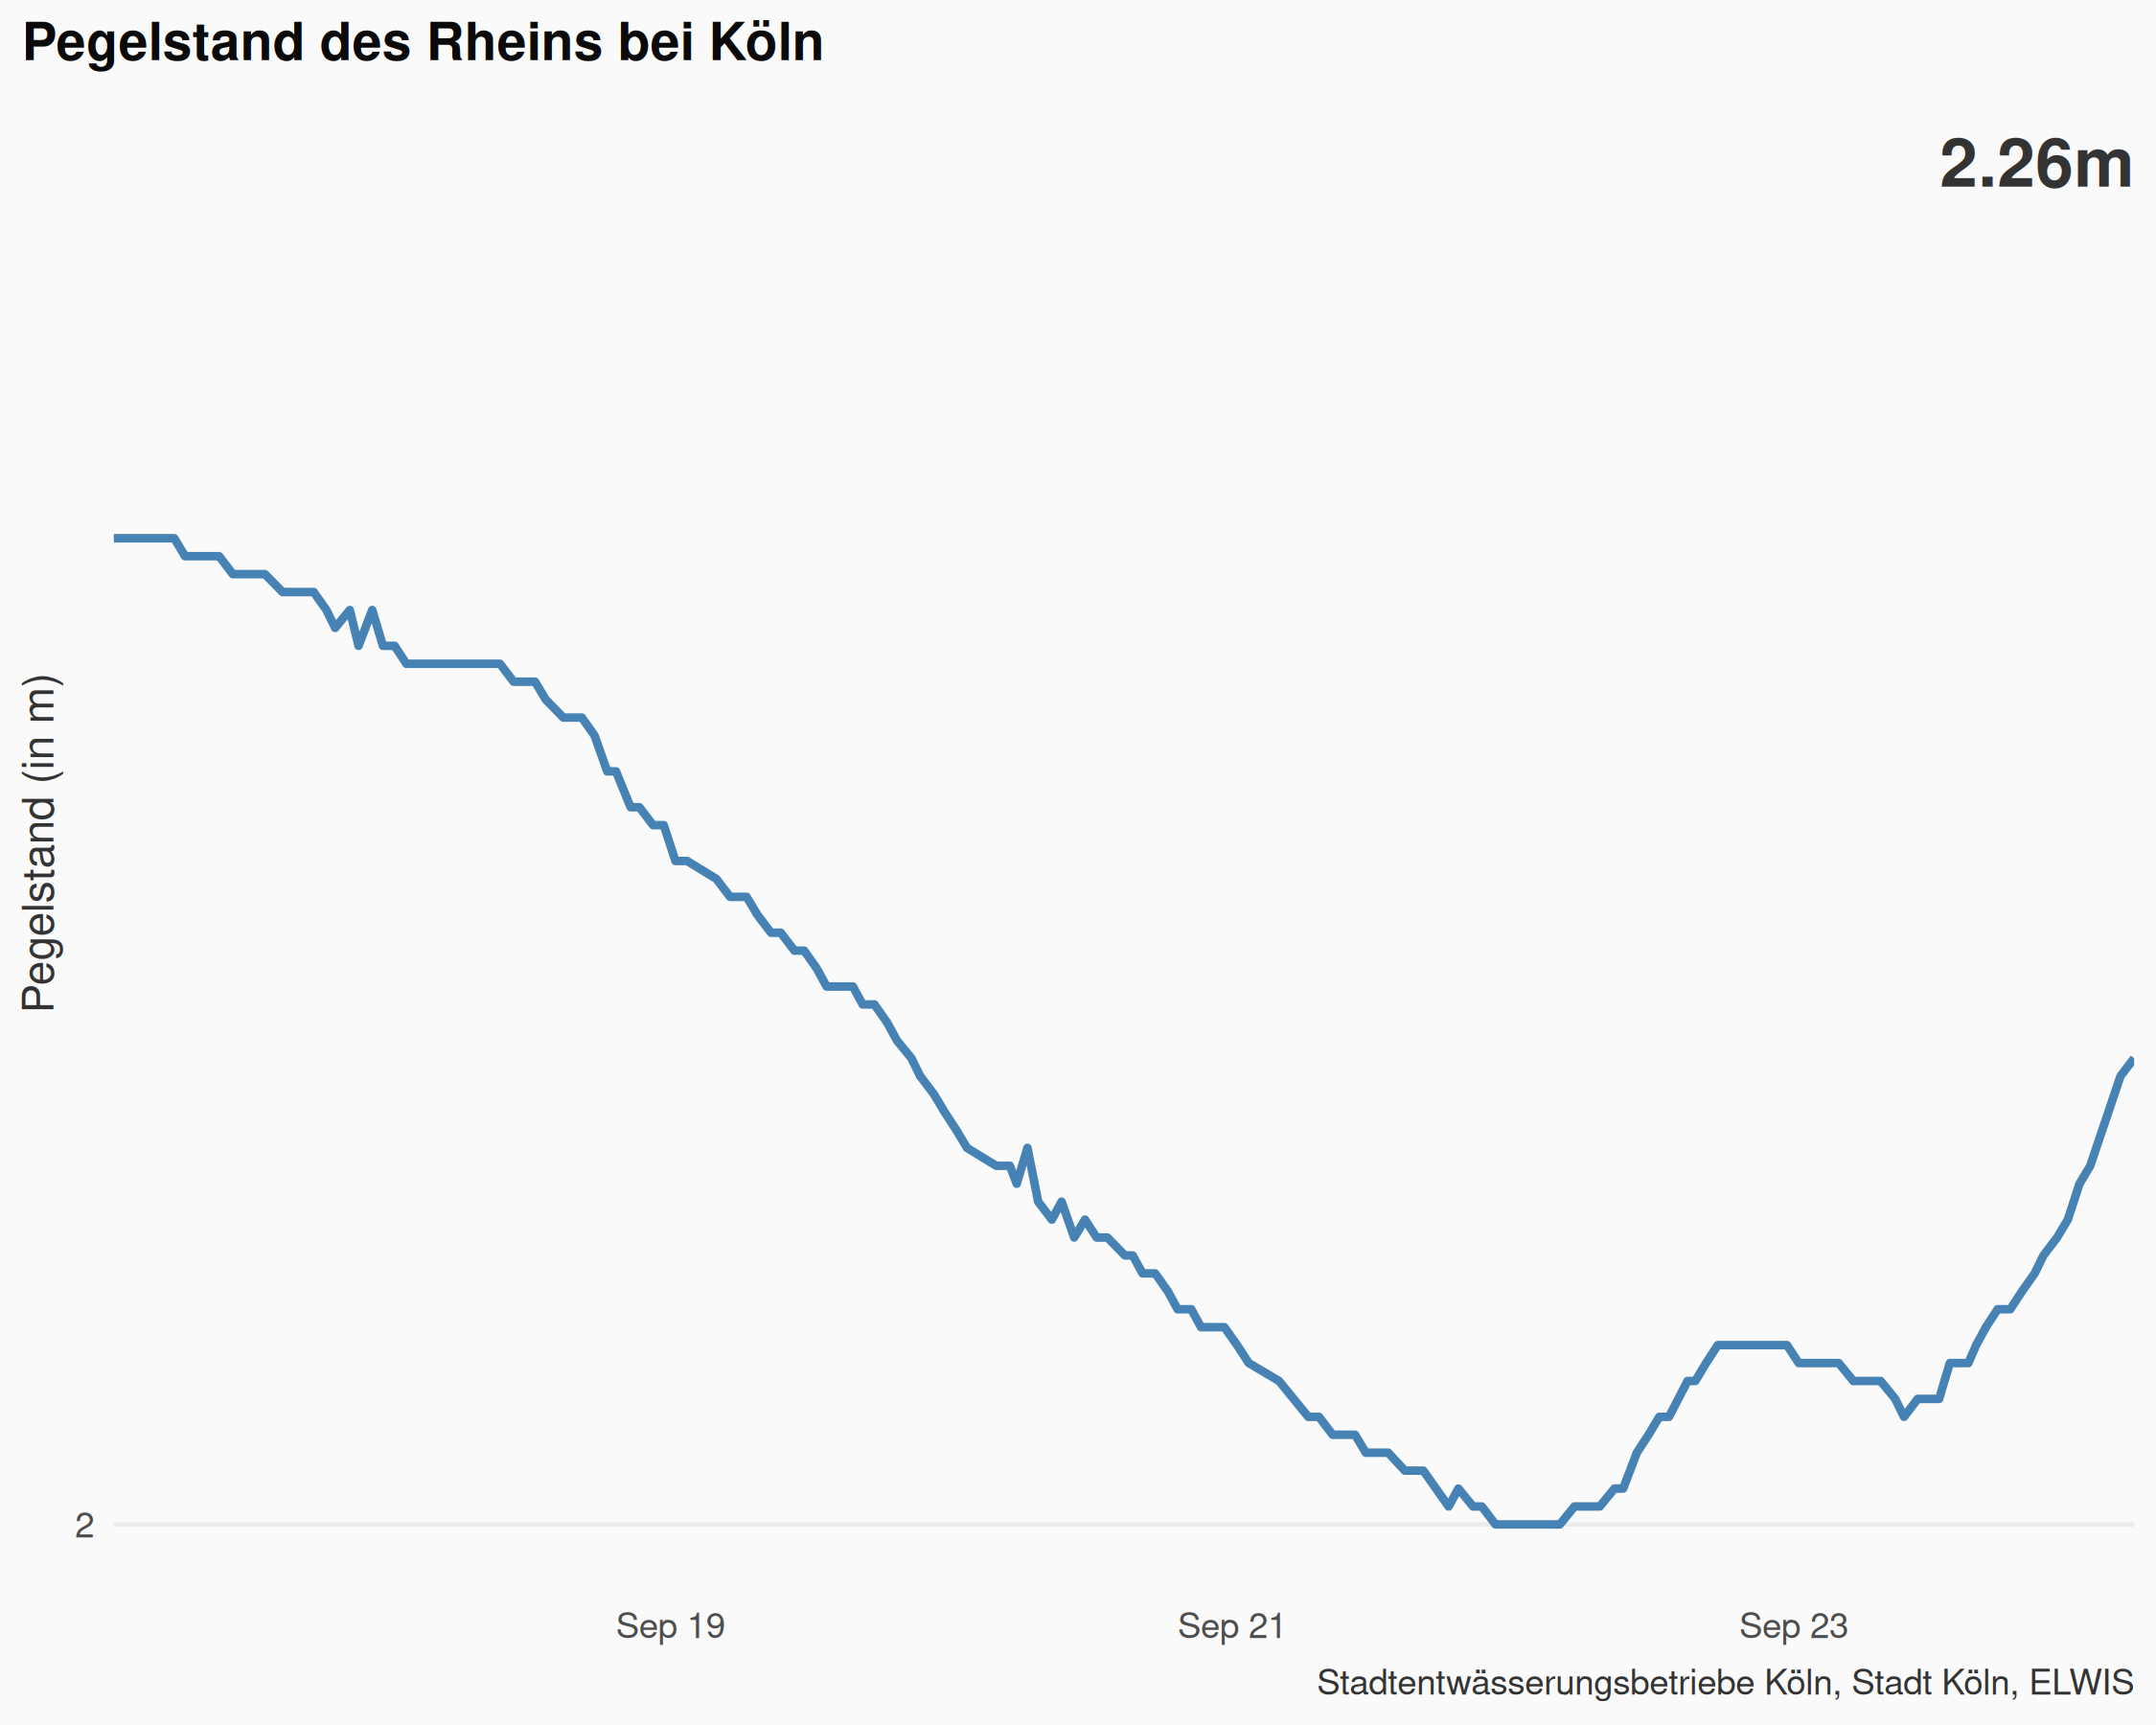 Pegelstand des Rheins bei Köln
2.26m
Pegelstand (in m)
2
Sep 19
Sep 21
Sep 23
Stadtentwässerungsbetriebe Köln, Stadt Köln, ELWIS